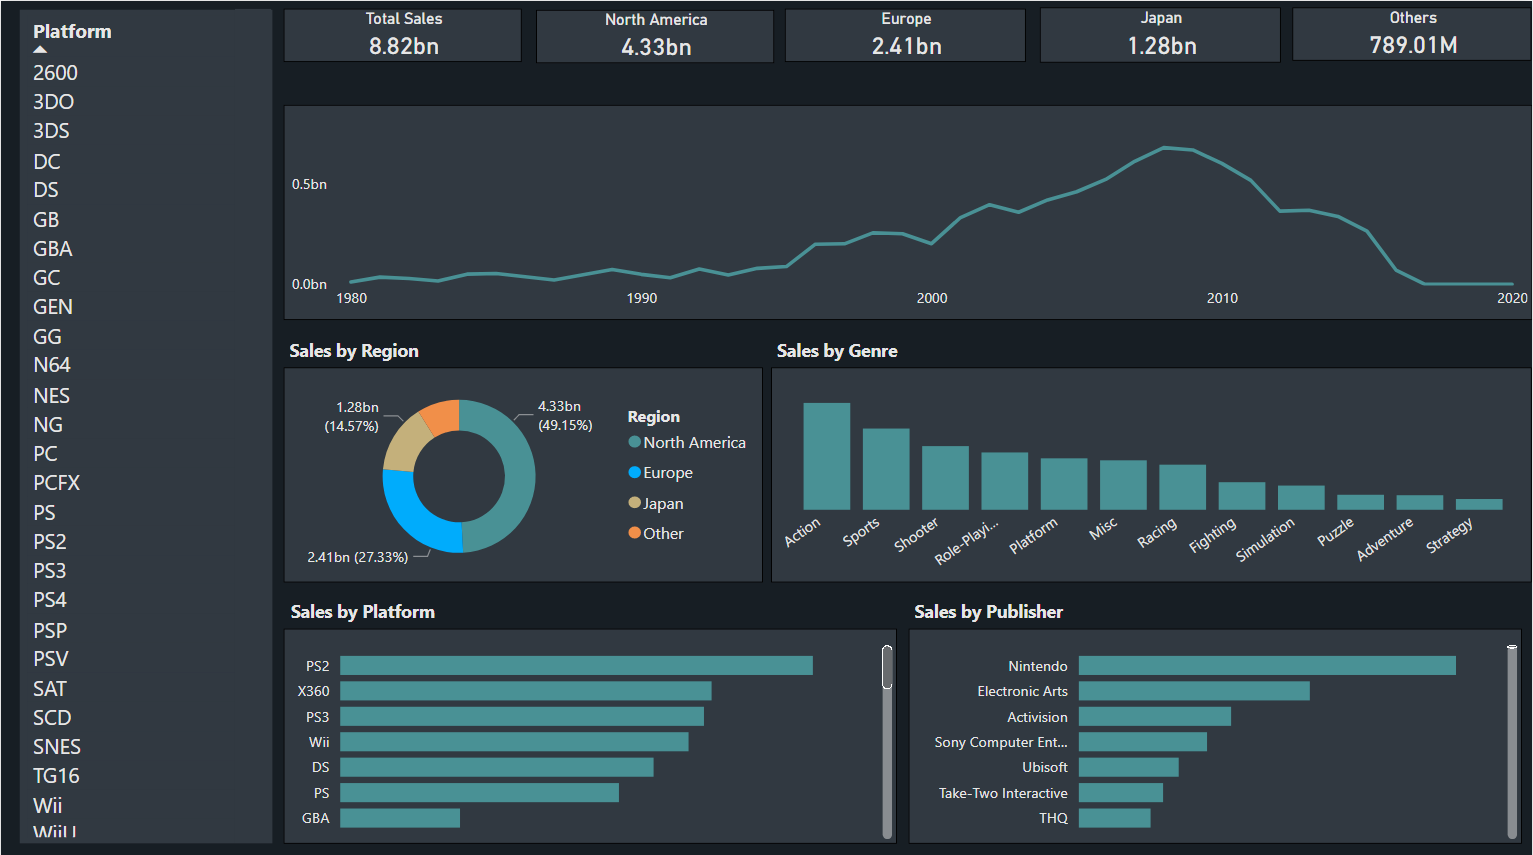 Platform
2600
3DO
3DS
DC
DS
GB
GBA
GC
GEN
GG
N64
NES
NG
PC
PCFX
PS
PS2
PS3
PS4
PSP
PSV
SAT
SCD
SNES
TG16
Wii
WiiU
Total Sales
8.82bn
North America
4.33bn
Europe
2.41bn
Japan
1.28bn
Others
789.01M
0.5bn
0.0bn
1980
1990
2000
2010
2020
Sales by Region
1.28bn
(14.57%)
4.33bn
(49.15%)
2.41bn (27.33%)
Region
North America
Europe
Japan
Other
Sales by Genre
Action
Sports
Shooter
Role-Playi...
Platform
Misc
Racing
Fighting
Simulation
Puzzle
Adventure
Strategy
Sales by Platform
PS2
X360
PS3
Wii
DS
PS
GBA
Sales by Publisher
Nintendo
Electronic Arts
Activision
Sony Computer Ent...
Ubisoft
Take-Two Interactive
THQ